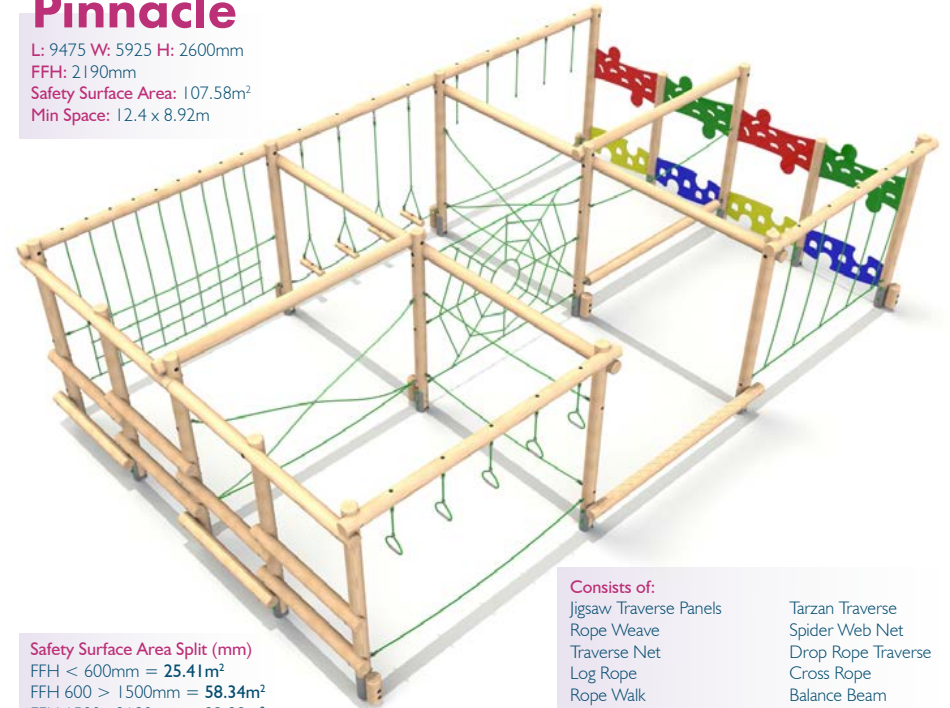 Pinnacle
L: 9475 W: 5925 H: 2600mm
FFH: 2190mm
Safety Surface Area: 107.58m²
Min Space: 12.4 x 8.92m
Safety Surface Area Split (mm)
FFH < 600mm = 25.41m²
FFH 600 > 1500mm = 58.34m²
Consists of:
Jigsaw Traverse Panels
Rope Weave
Traverse Net
Log Rope
Rope Walk
Tarzan Traverse
Spider Web Net
Drop Rope Traverse
Cross Rope
Balance Beam